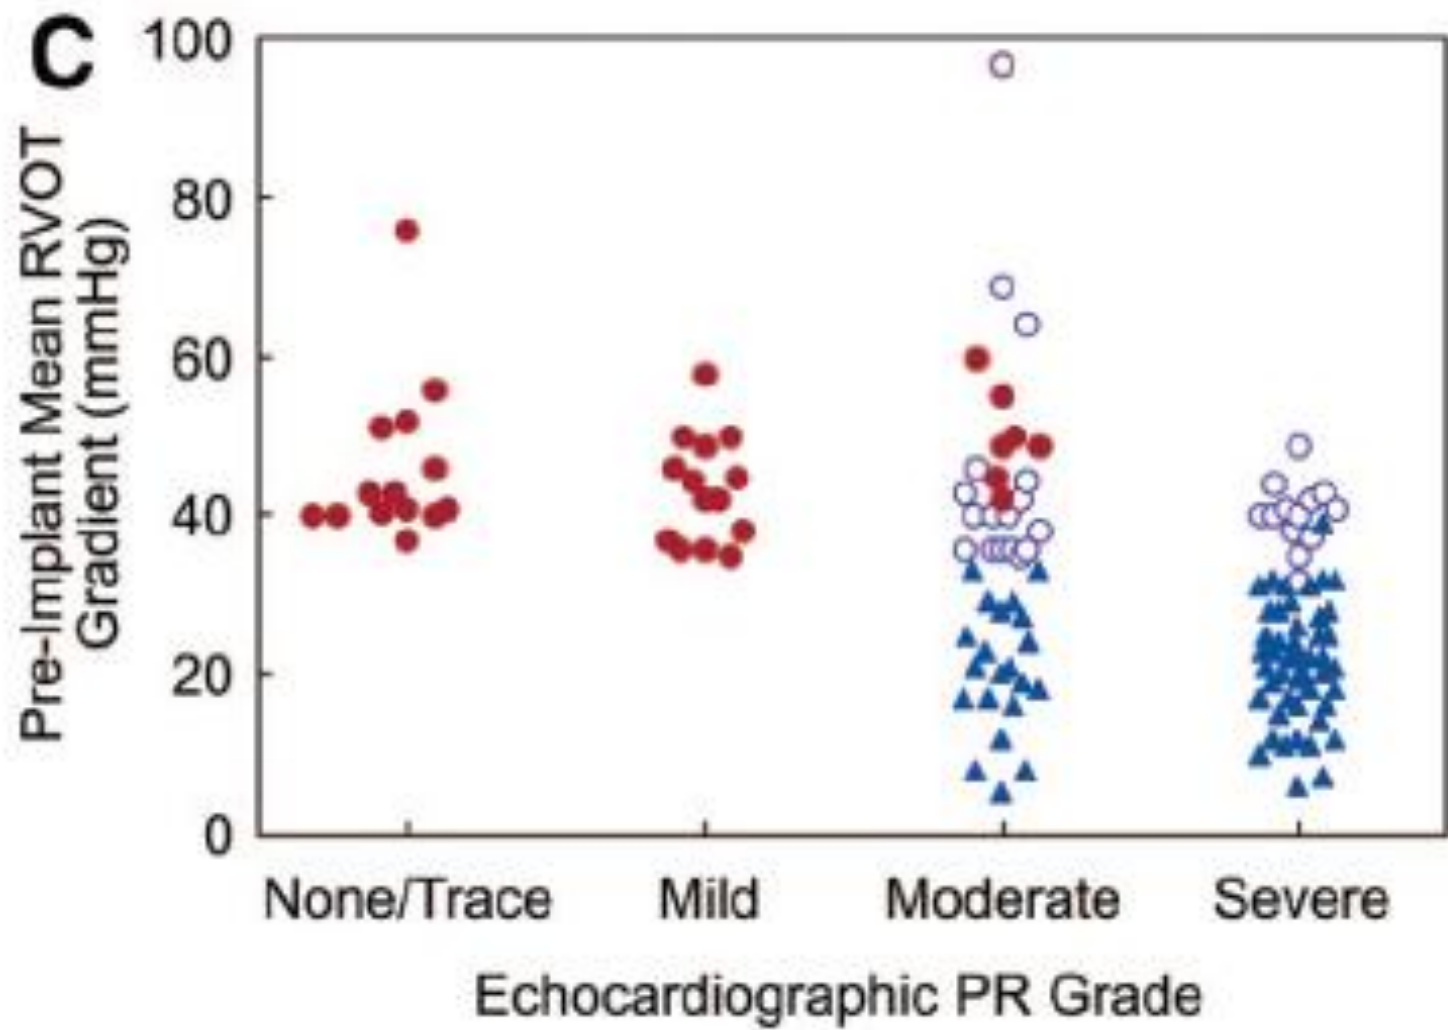 C
Pre-Implant Mean RVOT
Gradient (mmHg)
100
80
60
40
20
0
None/Trace Mild Moderate Severe
Echocardiographic PR Grade